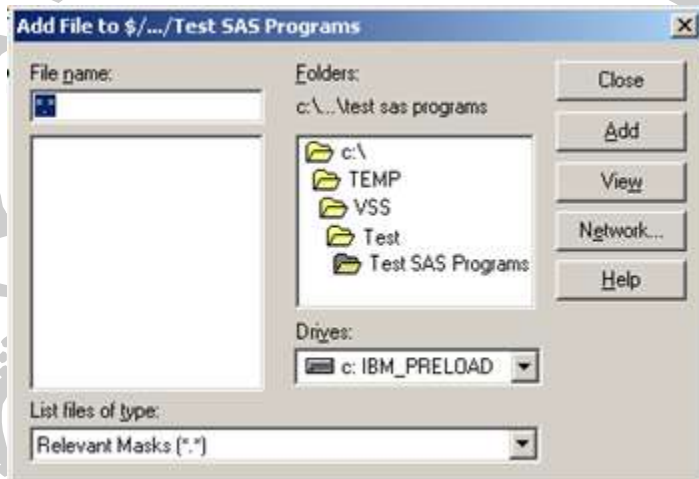 Add File to $/.../Test SAS Programs
File name:
*.*
Folders:
c:\...\test sas programs
c:\
TEMP
VSS
Test
Test SAS Programs
Drives:
c: IBM_PRELOAD
List files of type:
Relevant Masks (*.*)
Close
Add
View
Network...
Help